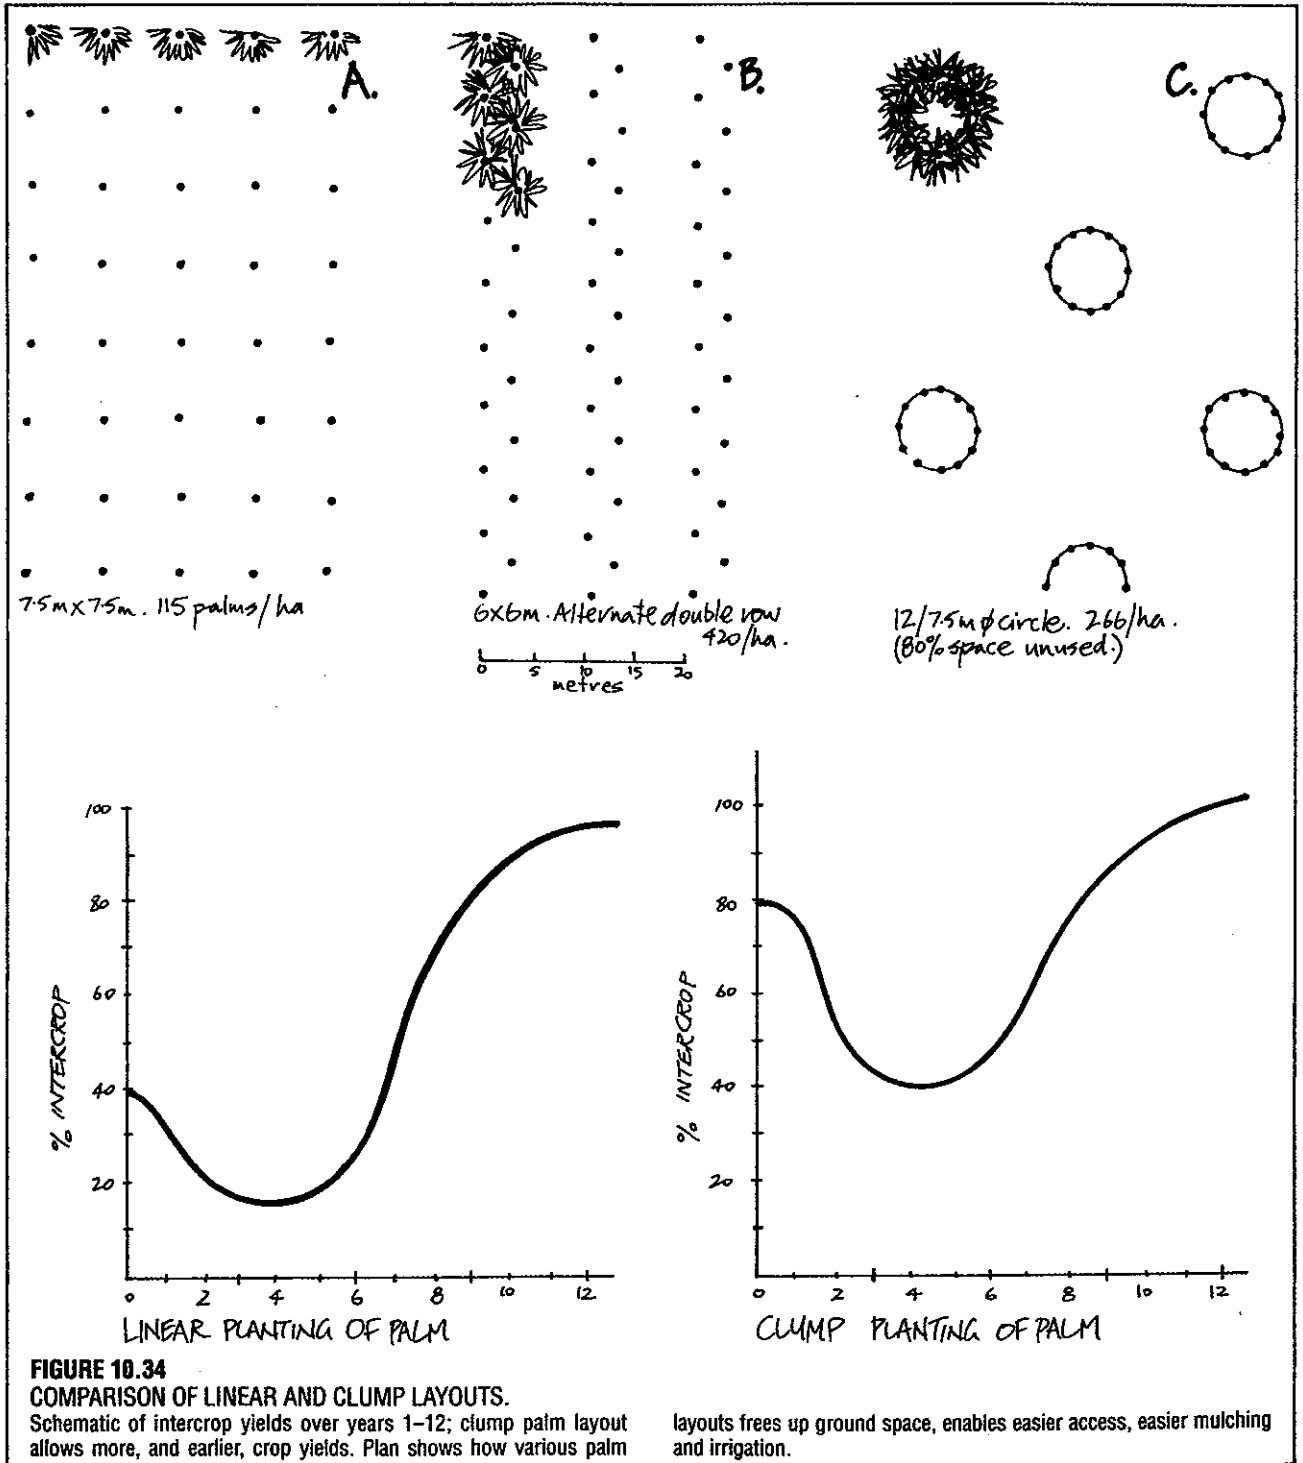 A.
B.
C.
7.5m x 7.5m. 115 palms/ha
6x6m. Alternate double row
420/ha.
0 5 10 15 20
metres
12/7.5m ϕ circle. 266/ha.
(80% space unused.)
% INTERCROP
100
80
60
40
20
0 2 4 6 8 10 12
LINEAR PLANTING OF PALM
% INTERCROP
100
80
60
40
20
0 2 4 6 8 10 12
CLUMP PLANTING OF PALM
FIGURE 10.34
COMPARISON OF LINEAR AND CLUMP LAYOUTS.
Schematic of intercrop yields over years 1–12; clump palm layout
allows more, and earlier, crop yields. Plan shows how various palm
layouts frees up ground space, enables easier access, easier mulching
and irrigation.